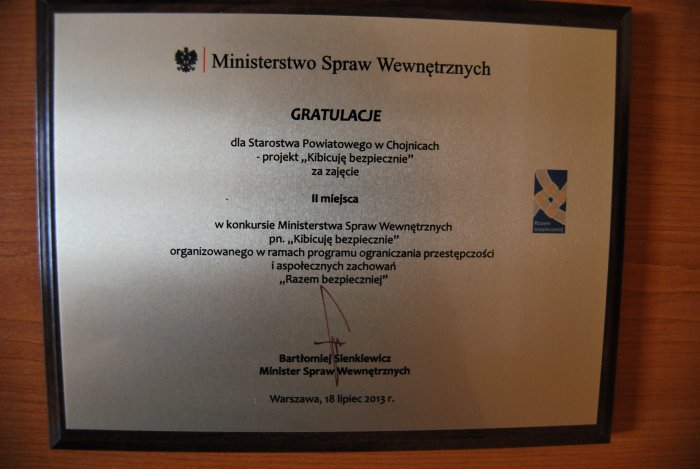 Ministerstwo Spraw Wewnętrznych
GRATULACJE
dla Starostwa Powiatowego w Chojnicach
- projekt „Kibicuję bezpiecznie”
za zajęcie
II miejsca
w konkursie Ministerstwa Spraw Wewnętrznych
pn. „Kibicuję bezpiecznie”
organizowanego w ramach programu ograniczania przestępczości
i aspołecznych zachowań
„Razem bezpieczniej”
Razem
bezpieczniej
Bartłomiej Sienkiewicz
Minister Spraw Wewnętrznych
Warszawa, 18 lipiec 2013 r.